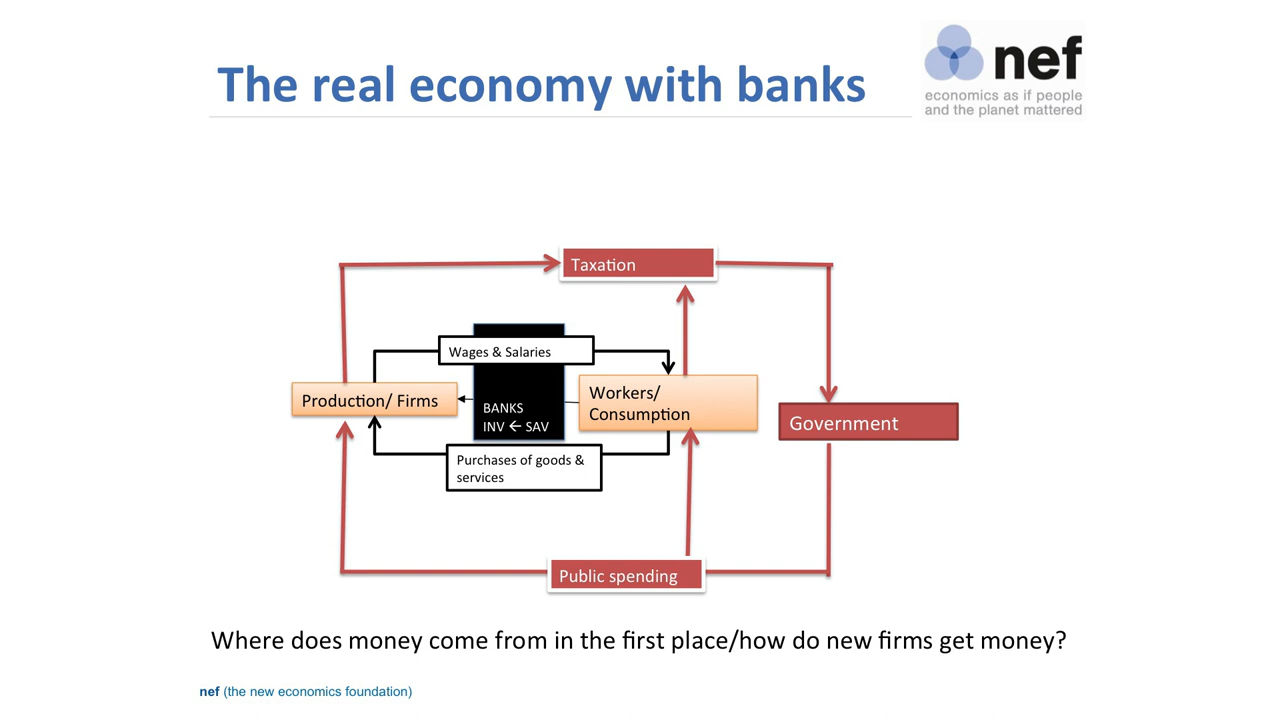 The real economy with banks
nef
economics as if people
and the planet mattered
Taxation
Wages & Salaries
Production/ Firms
BANKS
INV ← SAV
Workers/
Consumption
Government
Purchases of goods &
services
Public spending
Where does money come from in the first place/how do new firms get money?
nef (the new economics foundation)